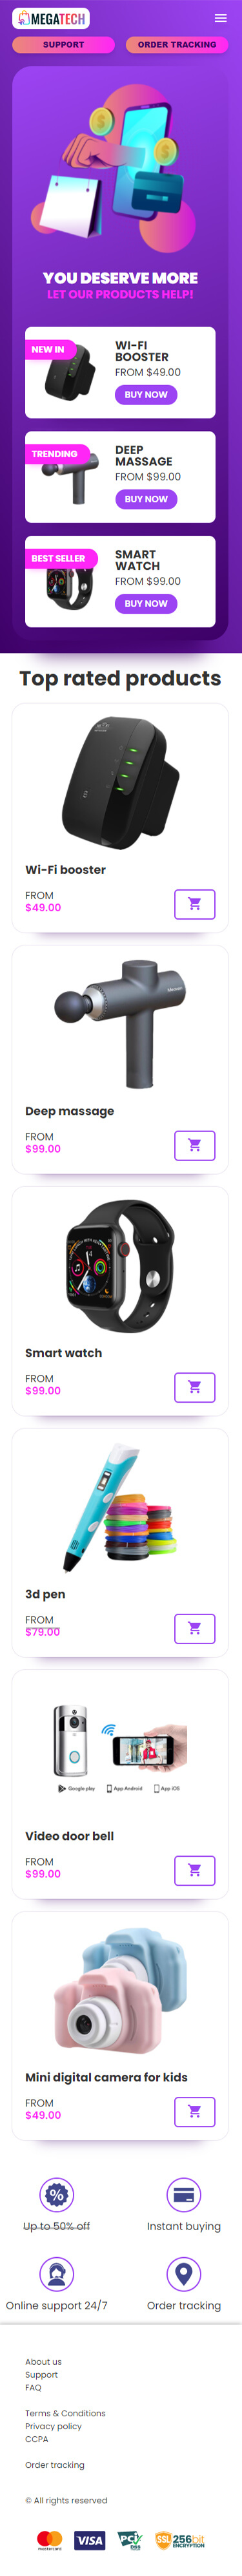 MEGATECH
SUPPORT
ORDER TRACKING
YOU DESERVE MORE
LET OUR PRODUCTS HELP!
NEW IN
WI-FI
BOOSTER
FROM $49.00
BUY NOW
TRENDING
DEEP
MASSAGE
FROM $99.00
BUY NOW
BEST SELLER
SMART
WATCH
FROM $99.00
BUY NOW
Top rated products
Wi-Fi booster
FROM
$49.00
Deep massage
FROM
$99.00
Smart watch
FROM
$99.00
3d pen
FROM
$79.00
Google play
App Android
App iOS
Video door bell
FROM
$99.00
Mini digital camera for kids
FROM
$49.00
%
Up to 50% off
Instant buying
Online support 24/7
Order tracking
About us
Support
FAQ
Terms & Conditions
Privacy policy
CCPA
Order tracking
© All rights reserved
mastercard
VISA
PCI
DSS
SSL 256bit
ENCRYPTION